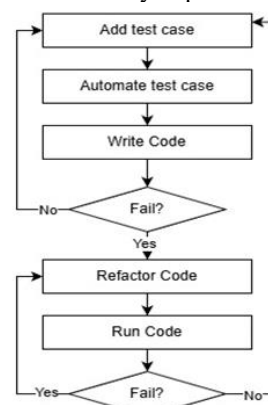 Add test case
Automate test case
Write Code
Fail?
No
Yes
Refactor Code
Run Code
Fail?
Yes
No